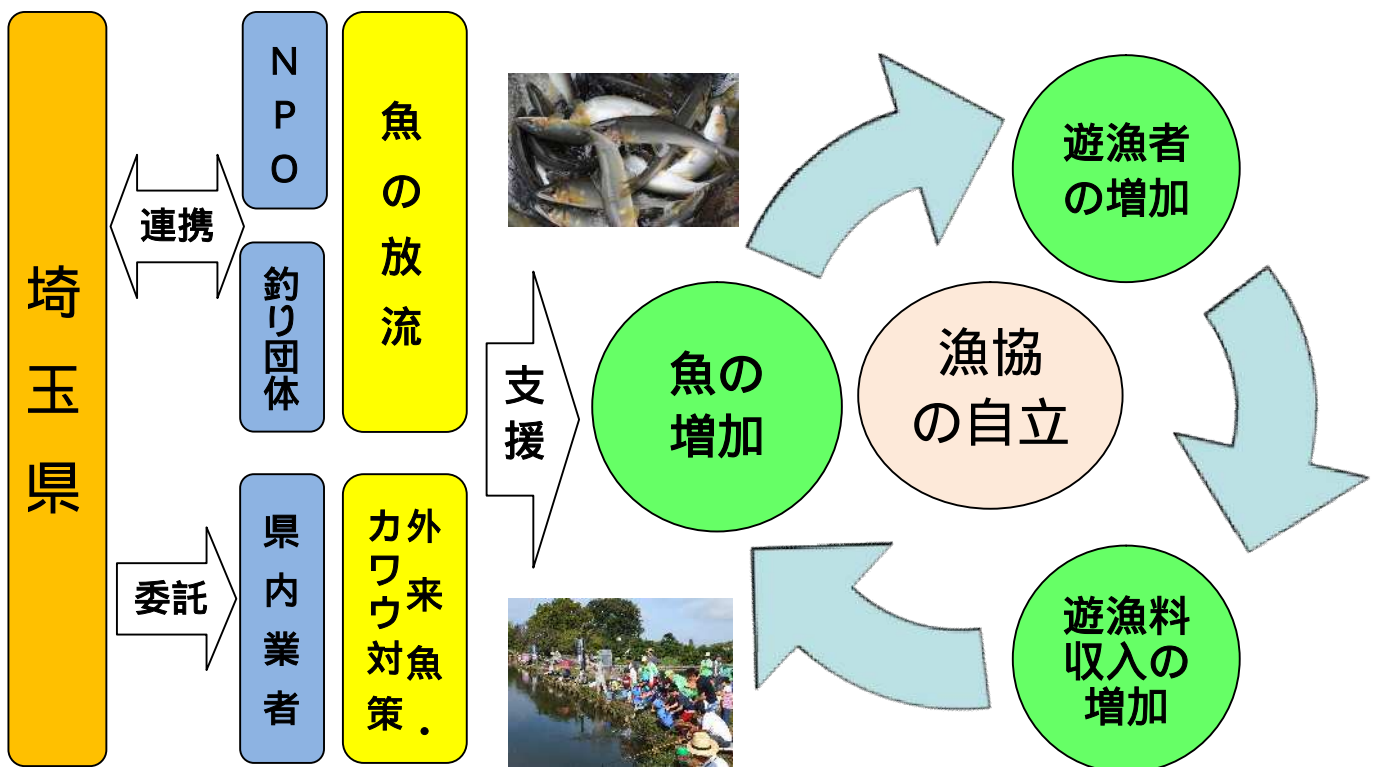 埼玉県
連携
委託
NPO
釣り団体
県内業者
魚の放流
外来魚・
カワウ対策
支援
魚の
増加
漁協
の自立
遊漁者
の増加
遊漁料
収入の
増加